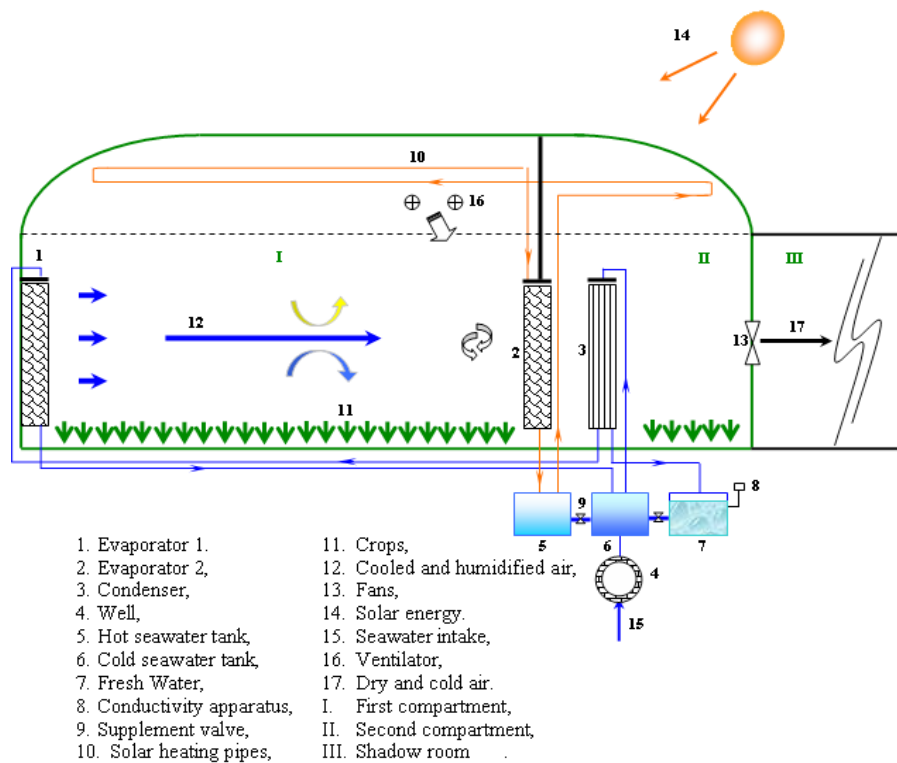 14
10
16
1
I
II
III
12
2
3
13
17
11
8
9
5
6
7
4
15
1. Evaporator 1.
2. Evaporator 2,
3. Condenser,
4. Well,
5. Hot seawater tank,
6. Cold seawater tank,
7. Fresh Water,
8. Conductivity apparatus,
9. Supplement valve,
10. Solar heating pipes,
11. Crops,
12. Cooled and humidified air,
13. Fans,
14. Solar energy.
15. Seawater intake,
16. Ventilator,
17. Dry and cold air.
I. First compartment,
II. Second compartment,
III. Shadow room .